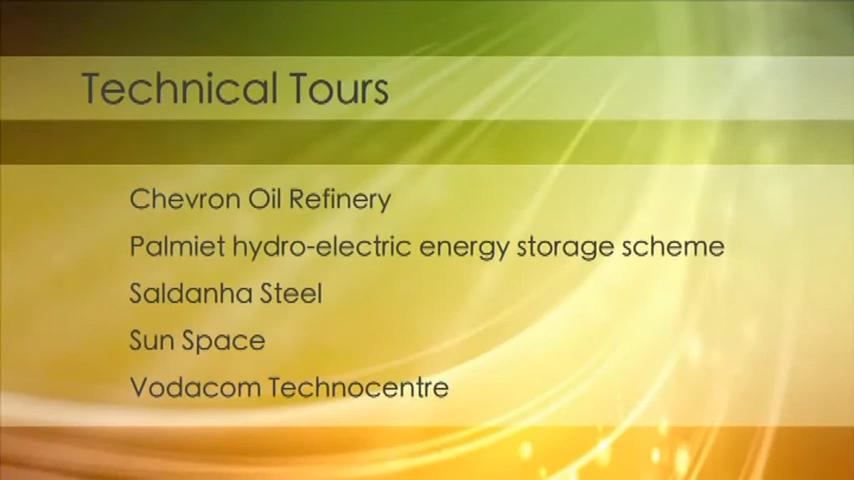 Technical Tours
Chevron Oil Refinery
Palmiet hydro-electric energy storage scheme
Saldanha Steel
Sun Space
Vodacom Technocentre